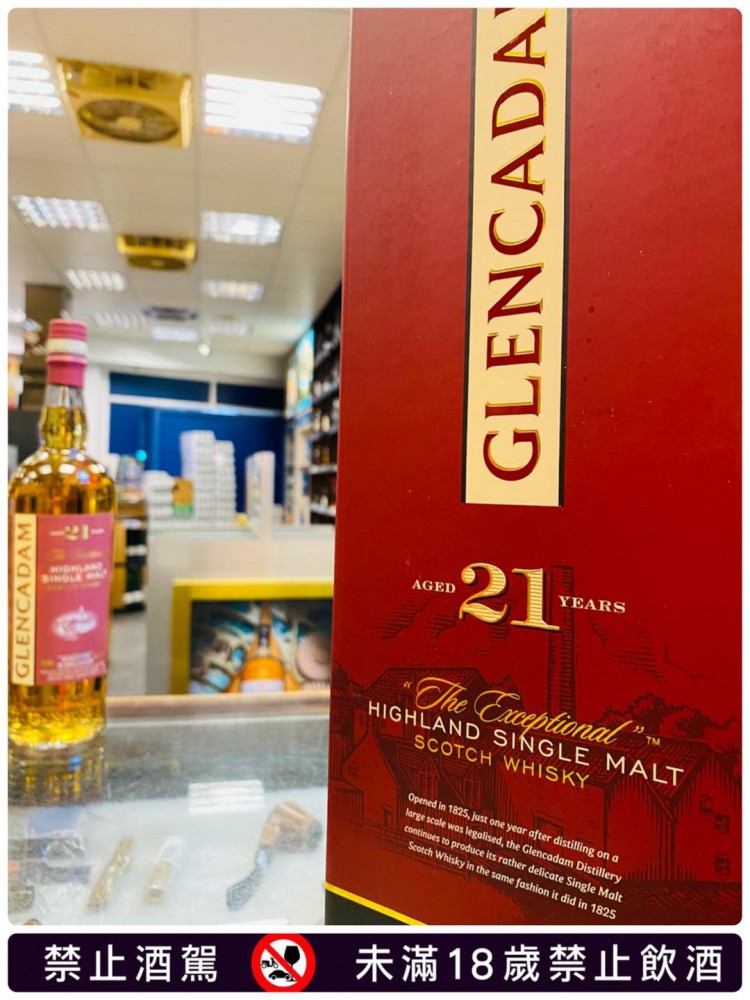 GLENCADA
AGED 21 YEARS
"The Exceptional"™
HIGHLAND SINGLE MALT
SCOTCH WHISKY
Opened in 1825, just one year after distilling on a
large scale was legalised, the Glencadam Distillery
continues to produce its rather delicate Single Malt
Scotch Whisky in the same fashion it did in 1825
GLENCADAM
21
The Exceptional
HIGHLAND
SINGLE MALT
禁止酒駕 未滿18歲禁止飲酒